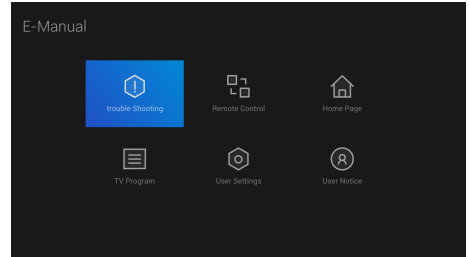 E-Manual
trouble Shooting
Remote Control
Home Page
TV Program
User Settings
User Notice